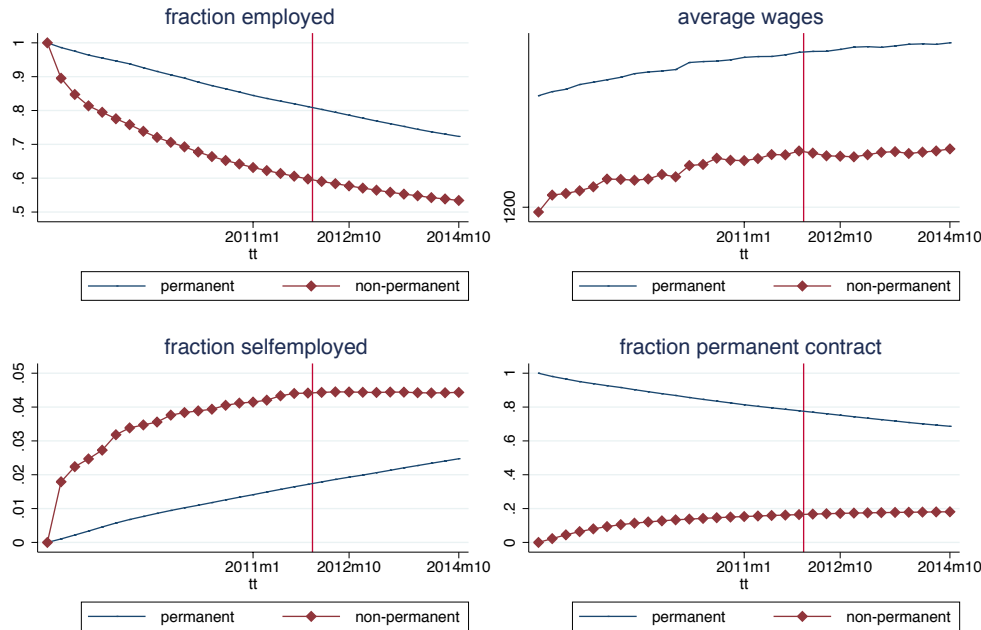 fraction employed
1
.9
.8
.7
.6
.5
2011m1 2012m10 2014m10
tt
permanent non-permanent
average wages
1200
2011m1 2012m10 2014m10
tt
permanent non-permanent
fraction selfemployed
.05
.04
.03
.02
.01
0
2011m1 2012m10 2014m10
tt
permanent non-permanent
fraction permanent contract
1
.8
.6
.4
.2
0
2011m1 2012m10 2014m10
tt
permanent non-permanent